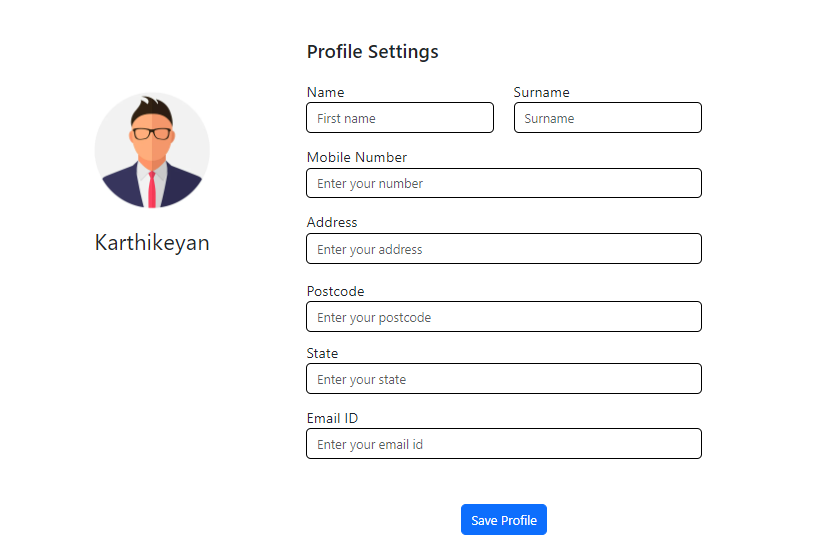 Profile Settings
Name Surname
First name Surname
Mobile Number
Enter your number
Karthikeyan
Address
Enter your address
Postcode
Enter your postcode
State
Enter your state
Email ID
Enter your email id
Save Profile